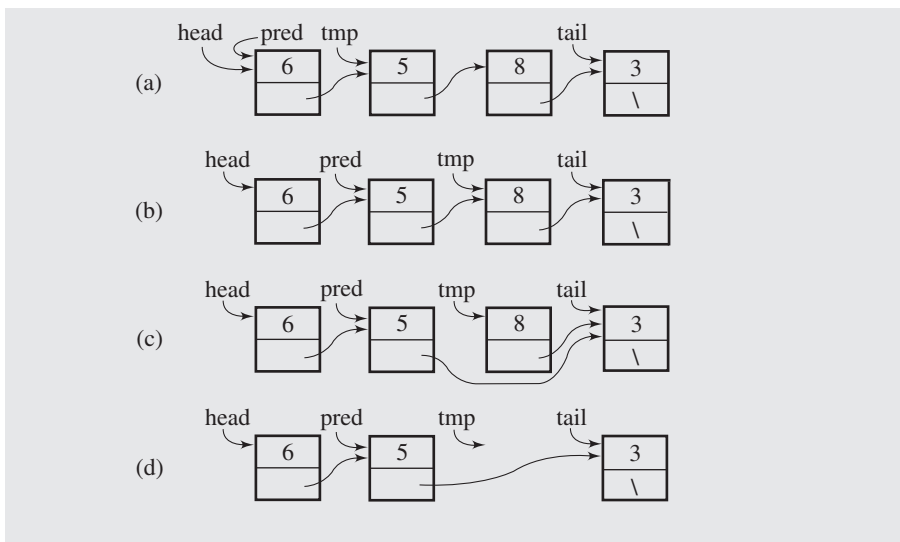 head pred tmp tail
(a) 6 5 8 3
\
head pred tmp tail
(b) 6 5 8 3
\
head pred tmp tail
(c) 6 5 8 3
\
head pred tmp tail
(d) 6 5 3
\